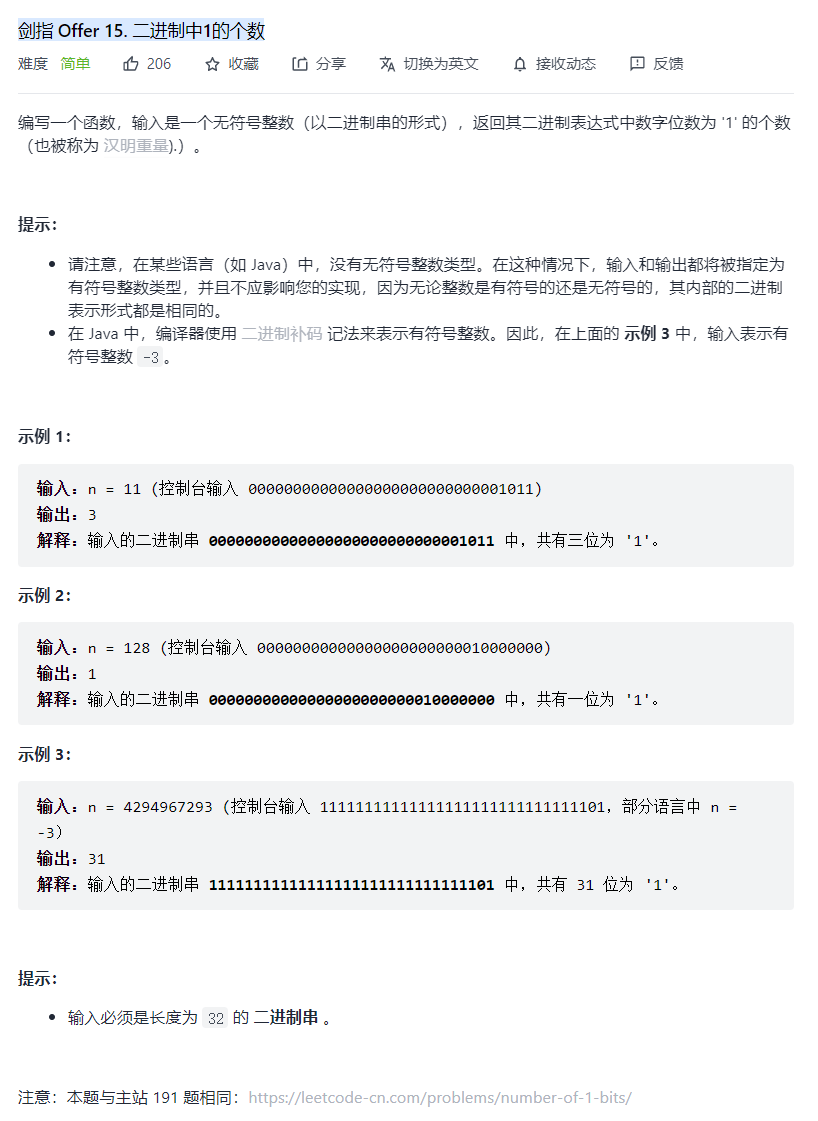 剑指 Offer 15. 二进制中1的个数
难度 简单 206 收藏 分享 切换为英文 接收动态 反馈
编写一个函数，输入是一个无符号整数（以二进制串的形式），返回其二进制表达式中数字位数为 '1' 的个数
（也被称为 汉明重量).）。
提示：
• 请注意，在某些语言（如 Java）中，没有无符号整数类型。在这种情况下，输入和输出都将被指定为
有符号整数类型，并且不应影响您的实现，因为无论整数是有符号的还是无符号的，其内部的二进制
表示形式都是相同的。
• 在 Java 中，编译器使用 二进制补码 记法来表示有符号整数。因此，在上面的 示例 3 中，输入表示有
符号整数 -3。
示例 1：
输入：n = 11 (控制台输入 00000000000000000000000000001011)
输出：3
解释：输入的二进制串 00000000000000000000000000001011 中，共有三位为 '1'。
示例 2：
输入：n = 128 (控制台输入 00000000000000000000000010000000)
输出：1
解释：输入的二进制串 00000000000000000000000010000000 中，共有一位为 '1'。
示例 3：
输入：n = 4294967293 (控制台输入 11111111111111111111111111111101，部分语言中 n =
-3）
输出：31
解释：输入的二进制串 11111111111111111111111111111101 中，共有 31 位为 '1'。
提示：
• 输入必须是长度为 32 的 二进制串 。
注意：本题与主站 191 题相同：https://leetcode-cn.com/problems/number-of-1-bits/